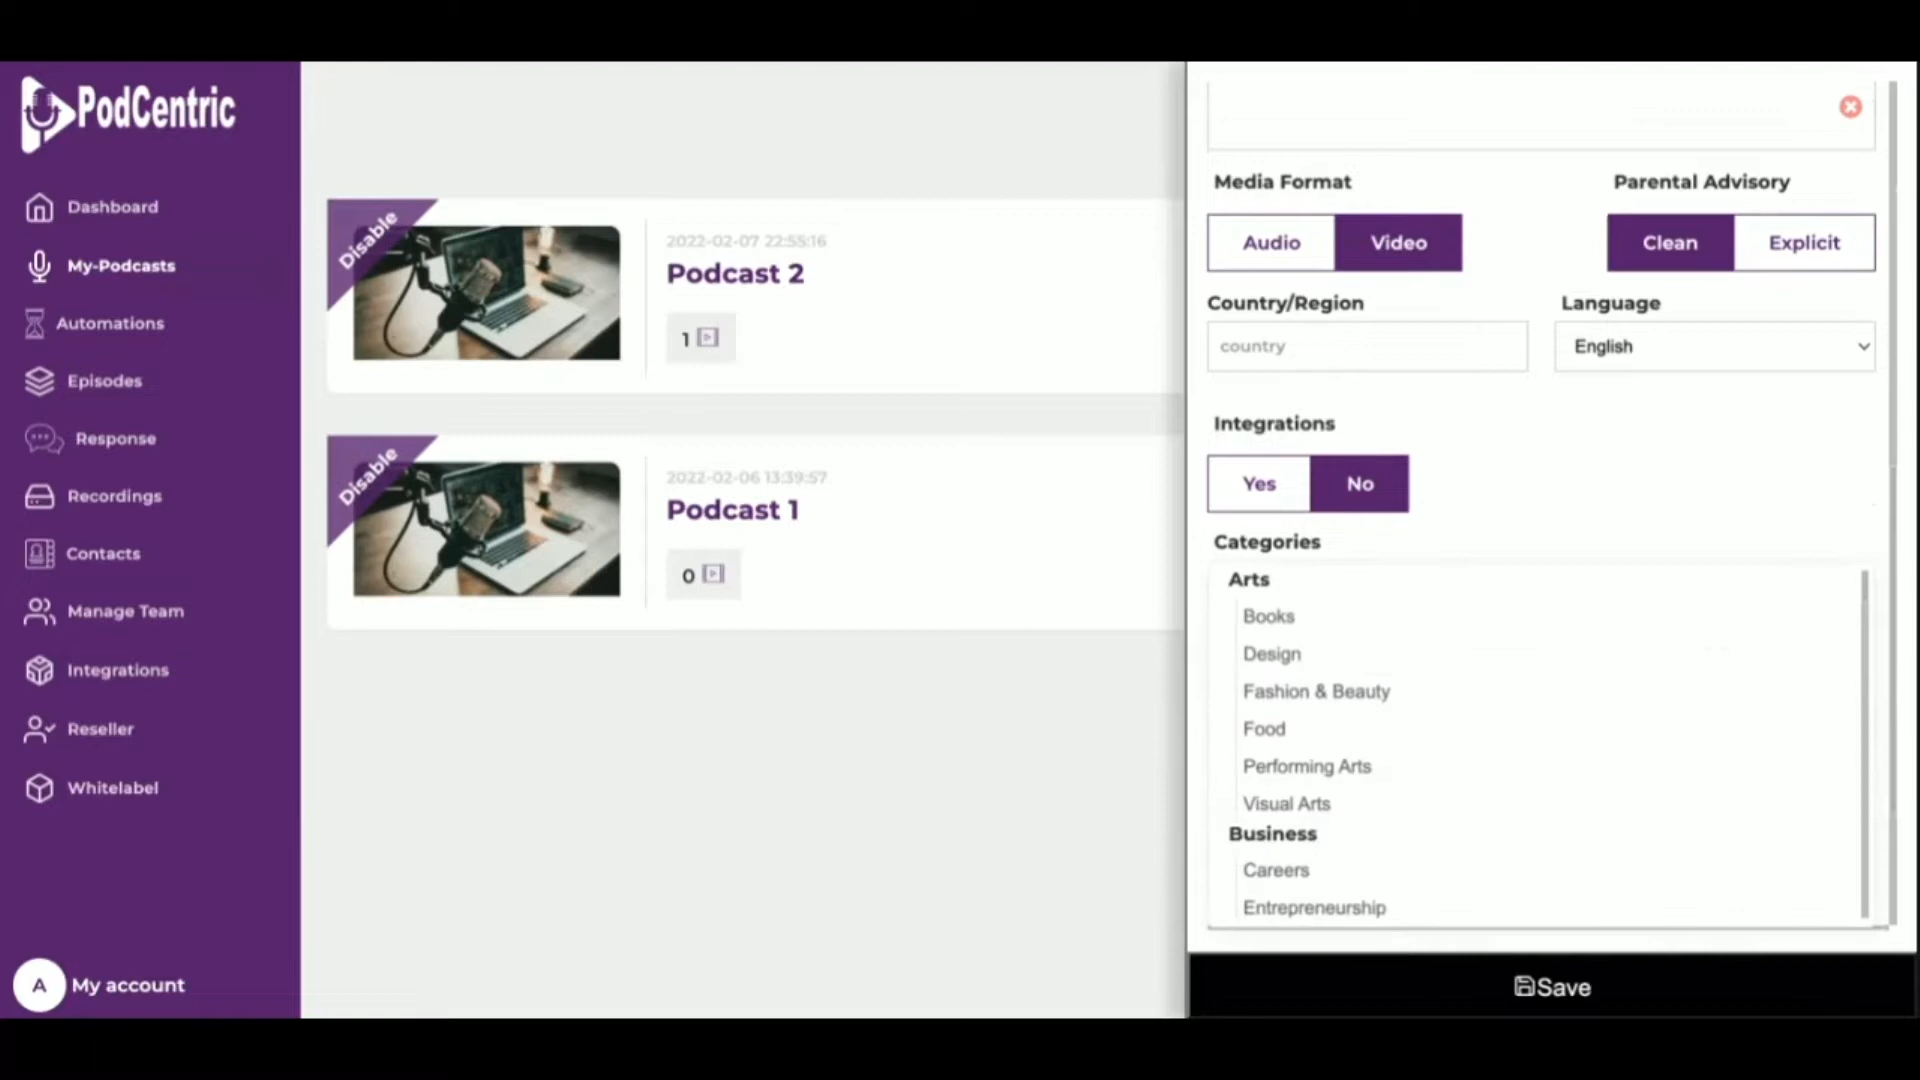 PodCentric
Dashboard
My-Podcasts
Automations
Episodes
Response
Recordings
Contacts
Manage Team
Integrations
Reseller
Whitelabel
A My account
Disable
2022-02-07 22:55:16
Podcast 2
1
Disable
2022-02-06 13:39:57
Podcast 1
0
Media Format Parental Advisory
Audio Video Clean Explicit
Country/Region Language
country English
Integrations
Yes No
Categories
Arts
Books
Design
Fashion & Beauty
Food
Performing Arts
Visual Arts
Business
Careers
Entrepreneurship
Save